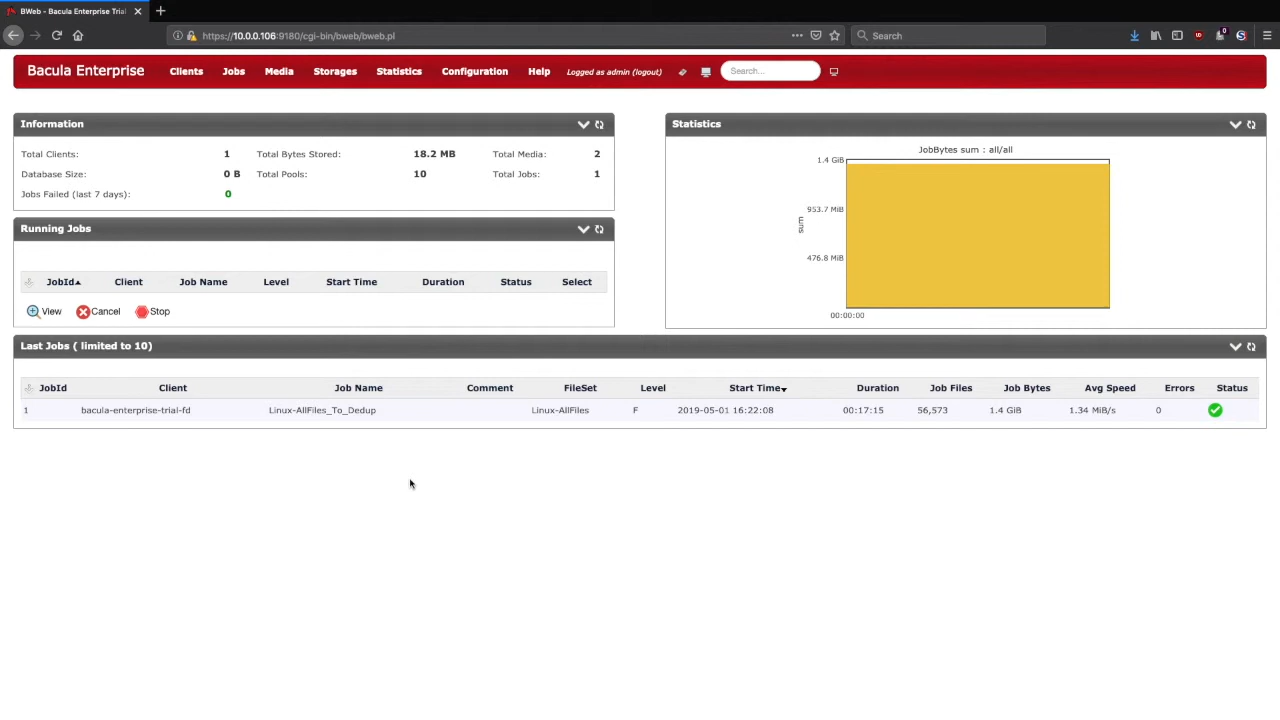 BWeb - Bacula Enterprise Trial
https://10.0.0.106:9180/cgi-bin/bweb/bweb.pl
Search
Bacula Enterprise Clients Jobs Media Storages Statistics Configuration Help Logged as admin (logout) Search...
Information
Total Clients: 1 Total Bytes Stored: 18.2 MB Total Media: 2
Database Size: 0 B Total Pools: 10 Total Jobs: 1
Jobs Failed (last 7 days): 0
Statistics
JobBytes sum : all/all
1.4 GiB
953.7 MiB
sum
476.8 MiB
00:00:00
Running Jobs
JobId Client Job Name Level Start Time Duration Status Select
View Cancel Stop
Last Jobs ( limited to 10)
JobId Client Job Name Comment FileSet Level Start Time Duration Job Files Job Bytes Avg Speed Errors Status
1 bacula-enterprise-trial-fd Linux-AllFiles_To_Dedup Linux-AllFiles F 2019-05-01 16:22:08 00:17:15 56,573 1.4 GiB 1.34 MiB/s 0